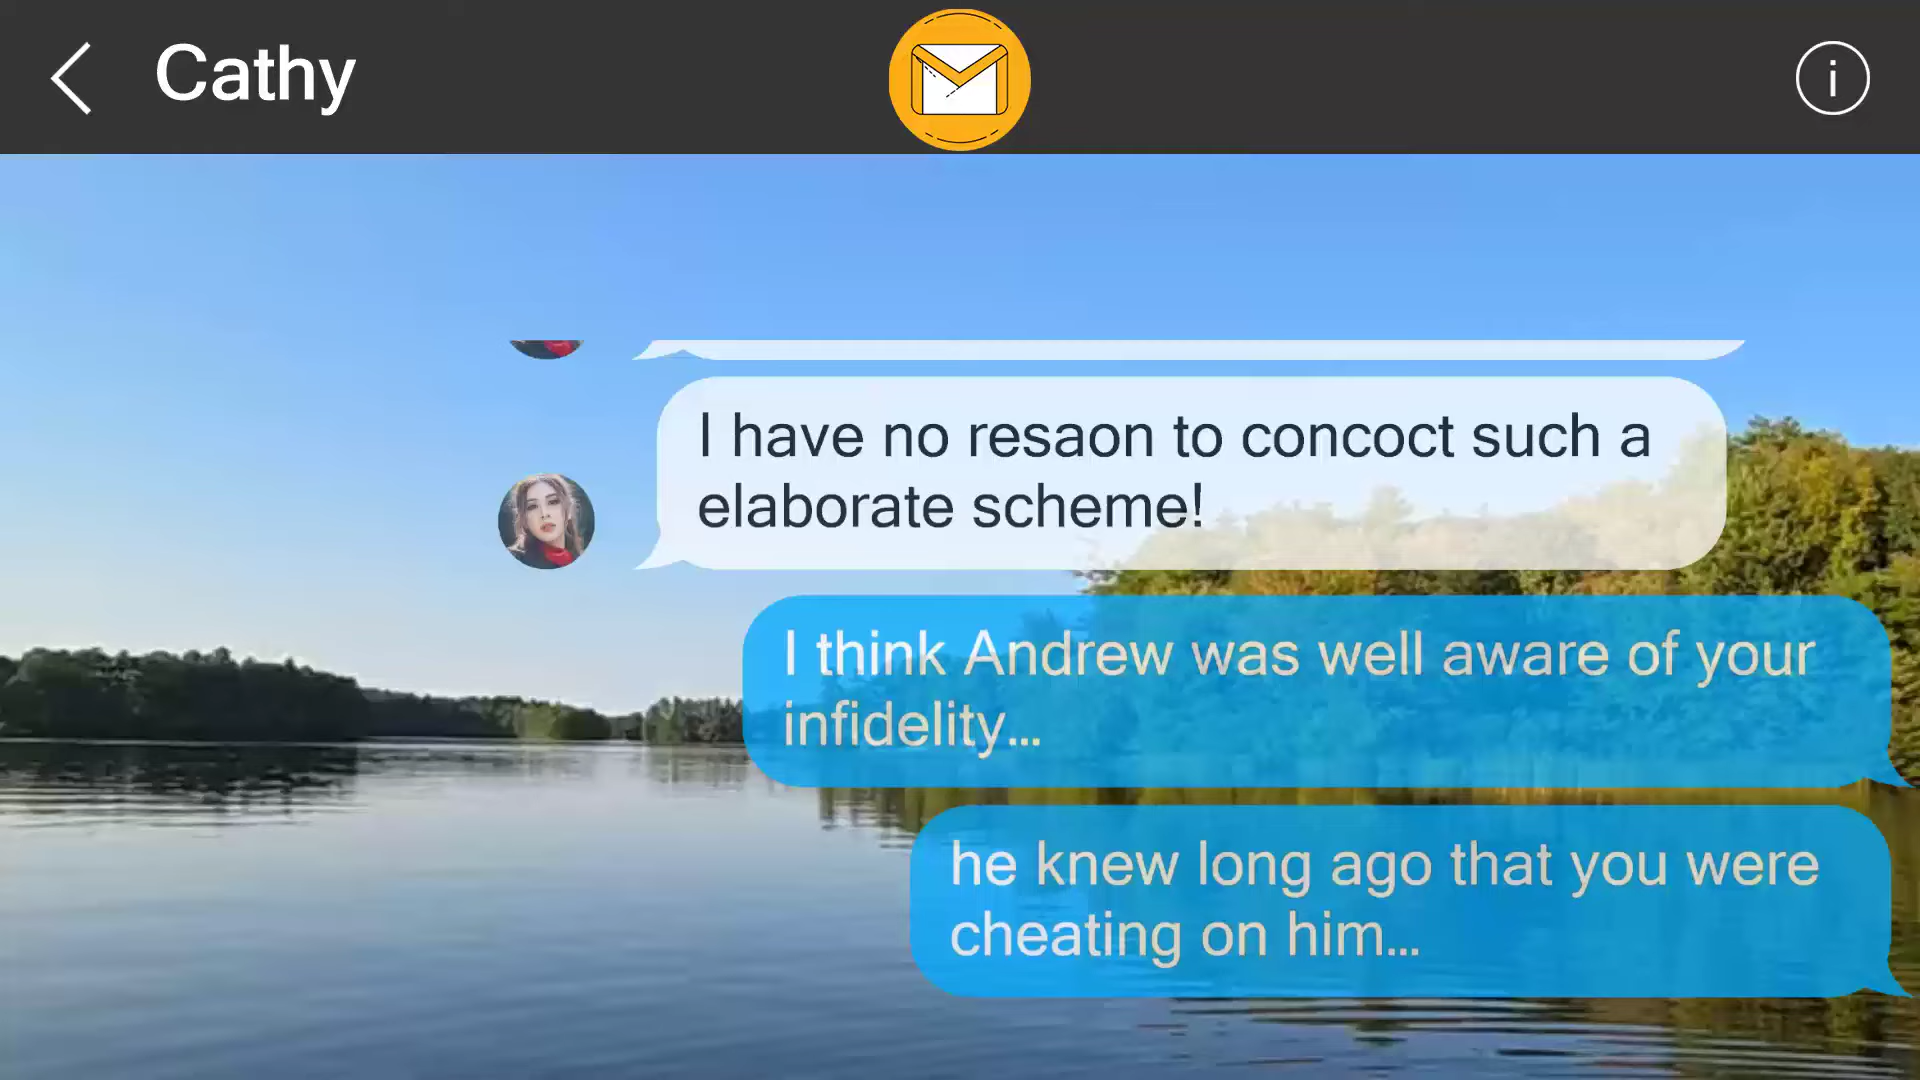 Cathy
i
I have no resaon to concoct such a
elaborate scheme!
I think Andrew was well aware of your
infidelity...
he knew long ago that you were
cheating on him...